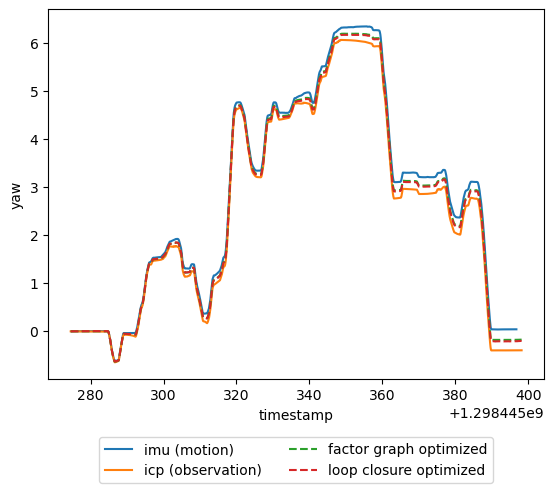 6
5
4
3
2
1
0
yaw
280 300 320 340 360 380 400
timestamp
+1.298445e9
imu (motion) factor graph optimized
icp (observation) loop closure optimized